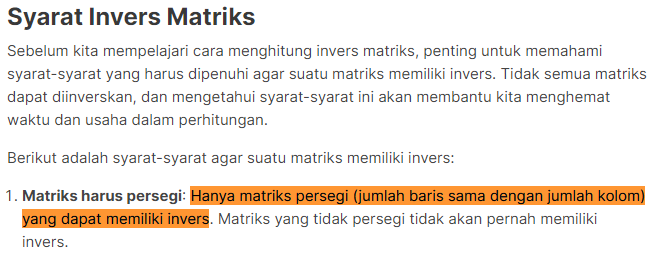 Syarat Invers Matriks
Sebelum kita mempelajari cara menghitung invers matriks, penting untuk memahami
syarat-syarat yang harus dipenuhi agar suatu matriks memiliki invers. Tidak semua matriks
dapat diinverskan, dan mengetahui syarat-syarat ini akan membantu kita menghemat
waktu dan usaha dalam perhitungan.
Berikut adalah syarat-syarat agar suatu matriks memiliki invers:
1. Matriks harus persegi: Hanya matriks persegi (jumlah baris sama dengan jumlah kolom)
yang dapat memiliki invers. Matriks yang tidak persegi tidak akan pernah memiliki
invers.